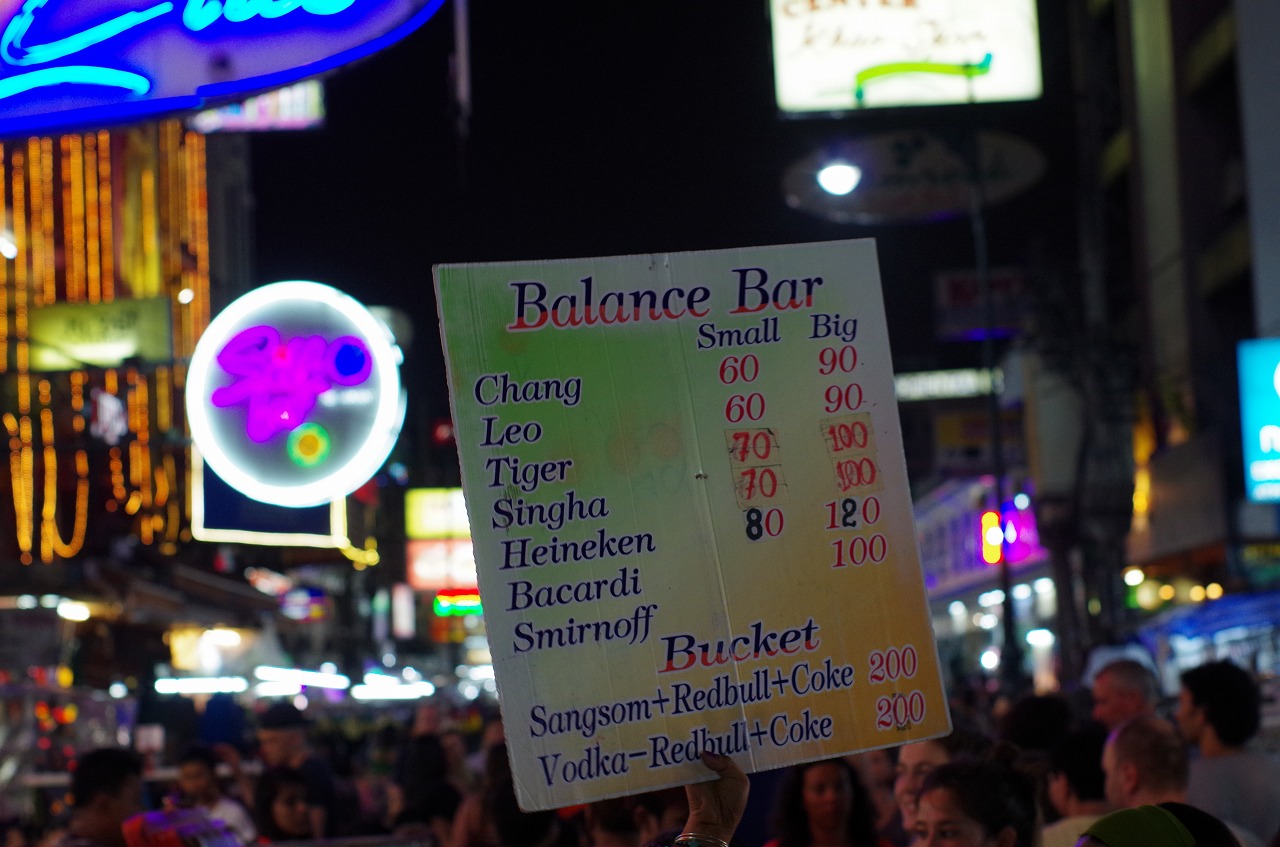 CENTER
Balance Bar
Small Big
Chang 60 90
Leo 60 90
Tiger 70 100
Singha 70 100
Heineken 80 120
Bacardi 100
Smirnoff
Bucket
Sangsom+Redbull+Coke 200
Vodka-Redbull+Coke 200